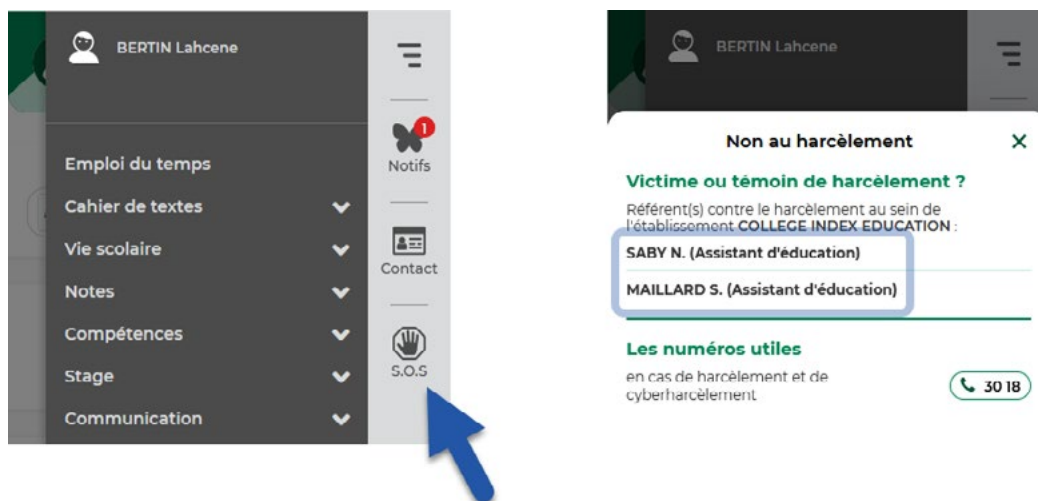 BERTIN Lahcene
Emploi du temps
Cahier de textes
Vie scolaire
Notes
Compétences
Stage
Communication
1
Notifs
Contact
S.O.S
BERTIN Lahcene
Non au harcèlement
Victime ou témoin de harcèlement ?
Référent(s) contre le harcèlement au sein de
l'établissement COLLEGE INDEX EDUCATION :
SABY N. (Assistant d'éducation)
MAILLARD S. (Assistant d'éducation)
Les numéros utiles
en cas de harcèlement et de
cyberharcèlement
30 18